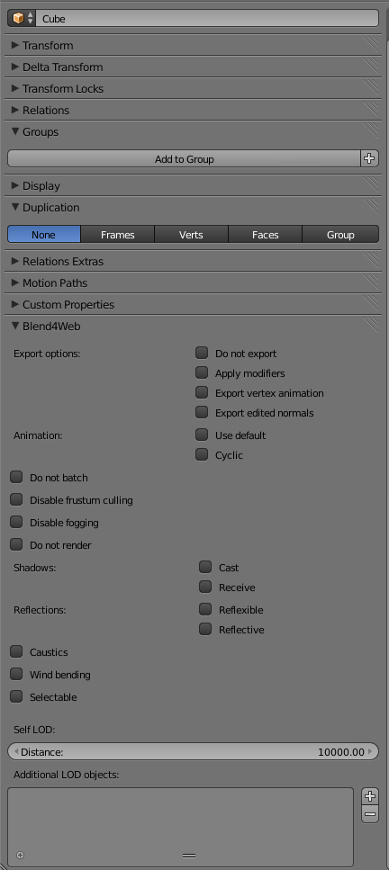 Cube
Transform
Delta Transform
Transform Locks
Relations
Groups
Add to Group
Display
Duplication
None Frames Verts Faces Group
Relations Extras
Motion Paths
Custom Properties
Blend4Web
Export options: Do not export
Apply modifiers
Export vertex animation
Export edited normals
Animation: Use default
Cyclic
Do not batch
Disable frustum culling
Disable fogging
Do not render
Shadows: Cast
Receive
Reflections: Reflexible
Reflective
Caustics
Wind bending
Selectable
Self LOD:
Distance: 10000.00
Additional LOD objects: